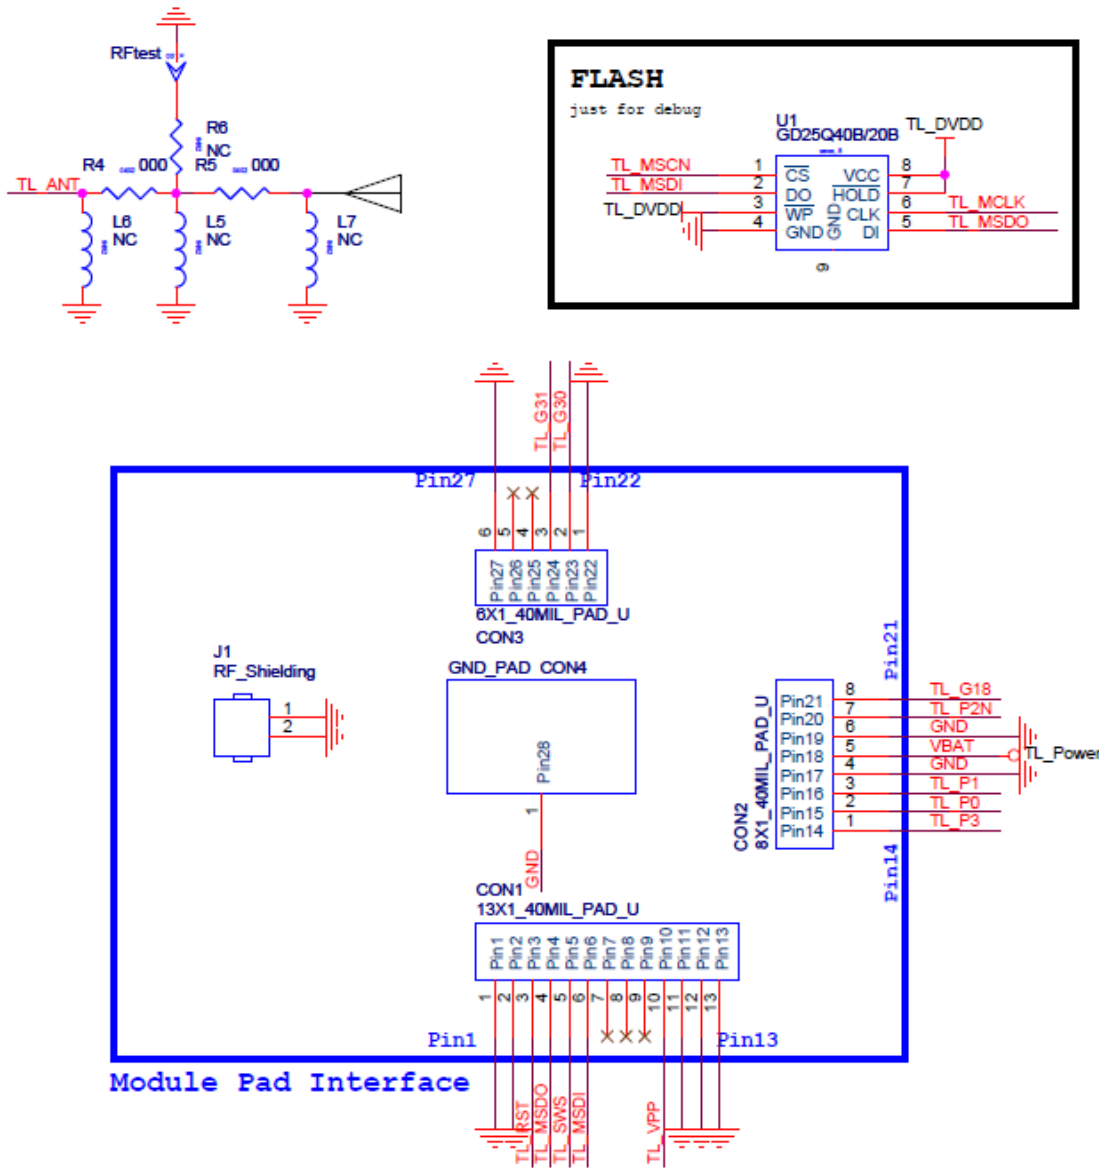 RFtest
R6
NC
R4 000 R5 000
TL_ANT
L6
NC
L5
NC
L7
NC
FLASH
just for debug
U1
GD25Q40B/20B
TL_DVDD
TL_MSCN 1 CS VCC 8
TL_MSDI 2 DO HOLD 7
TL_DVDD 3 WP CLK 6 TL_MCLK
4 GND GND DI 5 TL_MSDO
9
TL_G31
TL_G30
Pin27 Pin22
6 5 4 3 2 1
Pin27 Pin26 Pin25 Pin24 Pin23 Pin22
6X1_40MIL_PAD_U
CON3
J1
RF_Shielding
1
2
GND_PAD CON4
Pin28
1
GND
Pin21
Pin21 8 TL_G18
Pin20 7 TL_P2N
Pin19 6 GND
Pin18 5 VBAT TL_Power
Pin17 4 GND
Pin16 3 TL_P1
Pin15 2 TL_P0
Pin14 1 TL_P3
CON2
8X1_40MIL_PAD_U
Pin14
CON1
13X1_40MIL_PAD_U
Pin1 Pin2 Pin3 Pin4 Pin5 Pin6 Pin7 Pin8 Pin9 Pin10 Pin11 Pin12 Pin13
1 2 3 4 5 6 7 8 9 10 11 12 13
Pin1 Pin13
Module Pad Interface
TL_RST
TL_MSDO
TL_SWS
TL_MSDI
TL_VPP